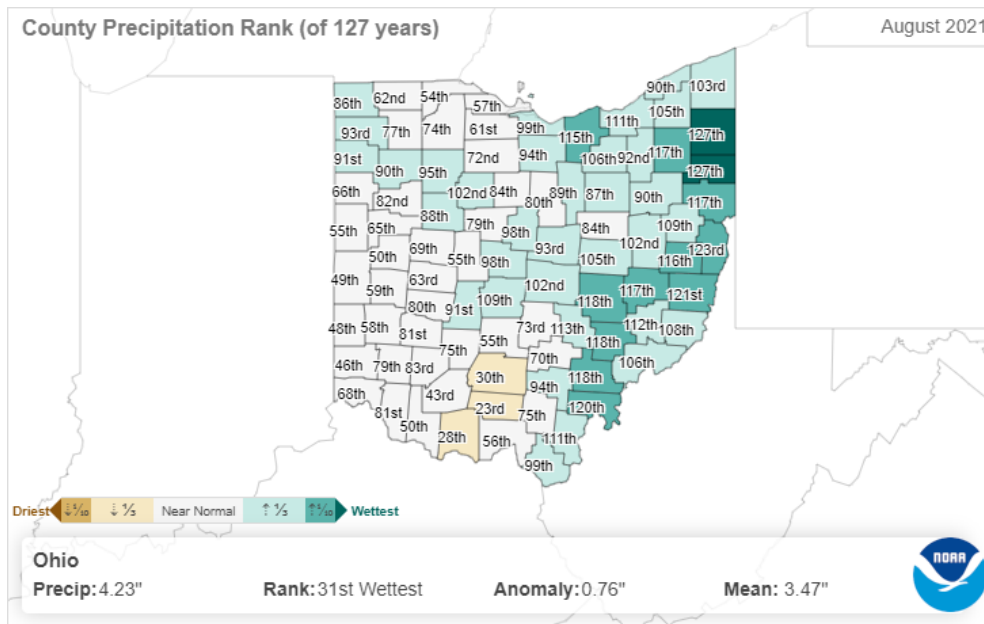 County Precipitation Rank (of 127 years)
August 2021
90th 103rd
86th 62nd 54th 57th 111th 105th
93rd 77th 74th 61st 99th 115th 127th
91st 90th 95th 72nd 94th 106th 92nd 117th 127th
66th 82nd 88th 102nd 84th 80th 89th 87th 90th 117th
55th 65th 79th 98th 84th 109th
50th 69th 55th 98th 93rd 105th 102nd 116th 123rd
49th 59th 63rd 102nd 118th 117th 121st
80th 91st 109th
48th 58th 81st 75th 55th 73rd 113th 118th 112th 108th
46th 79th 83rd 70th 106th
68th 43rd 30th 94th 118th
81st 50th 23rd 75th 120th
28th 56th 111th
99th
Driest ↓⅒ ↓⅓ Near Normal ↑⅓ ↑⅒ Wettest
Ohio
Precip:4.23" Rank:31st Wettest Anomaly:0.76" Mean: 3.47"
NOAA